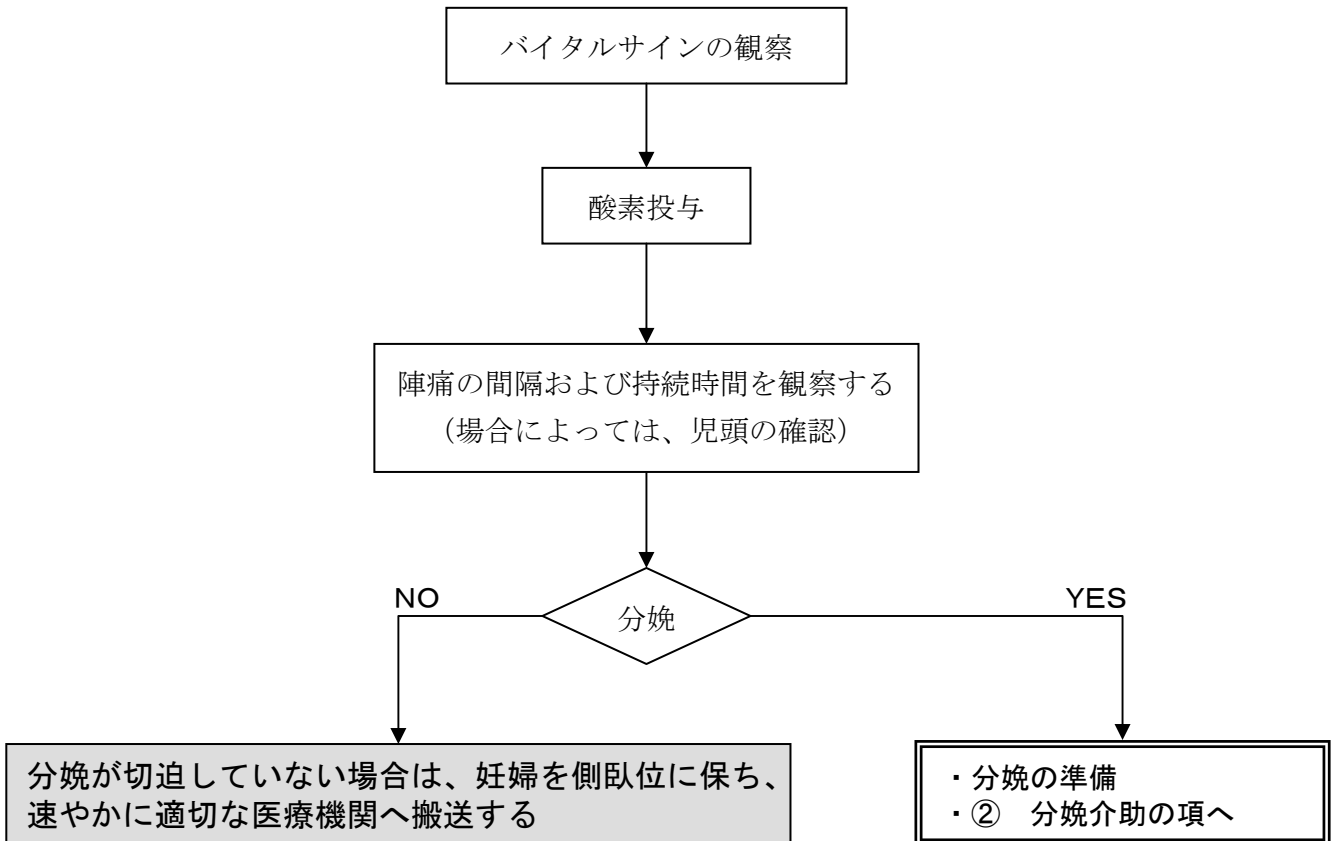 バイタルサインの観察
酸素投与
陣痛の間隔および持続時間を観察する
（場合によっては、児頭の確認）
分娩
NO
YES
分娩が切迫していない場合は、妊婦を側臥位に保ち、
速やかに適切な医療機関へ搬送する
・分娩の準備
・②　分娩介助の項へ